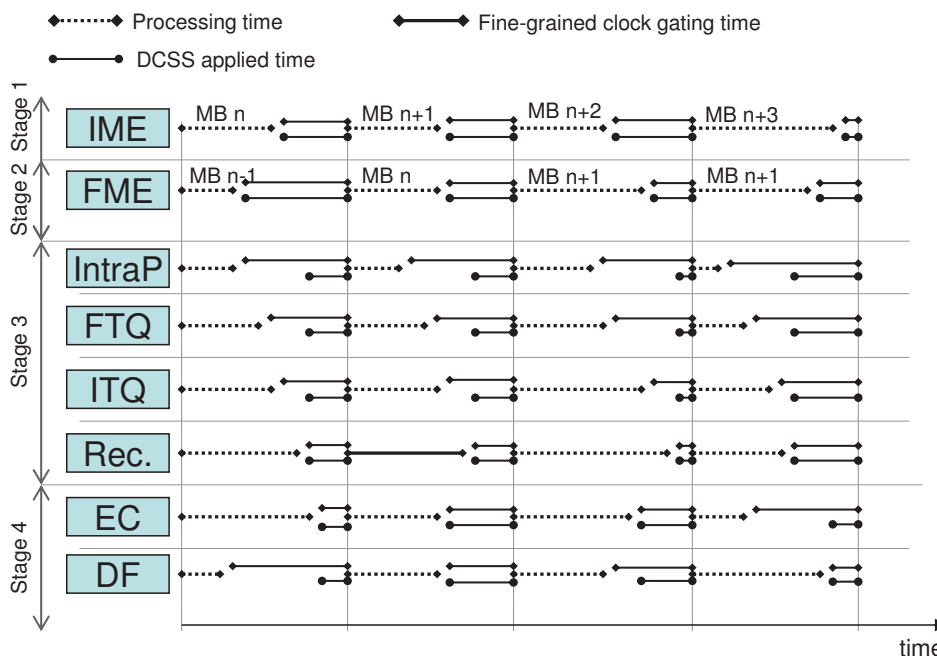 Processing time
Fine-grained clock gating time
DCSS applied time
Stage 1
IME
MB n
MB n+1
MB n+2
MB n+3
Stage 2
FME
MB n-1
MB n
MB n+1
MB n+1
Stage 3
IntraP
FTQ
ITQ
Rec.
Stage 4
EC
DF
time